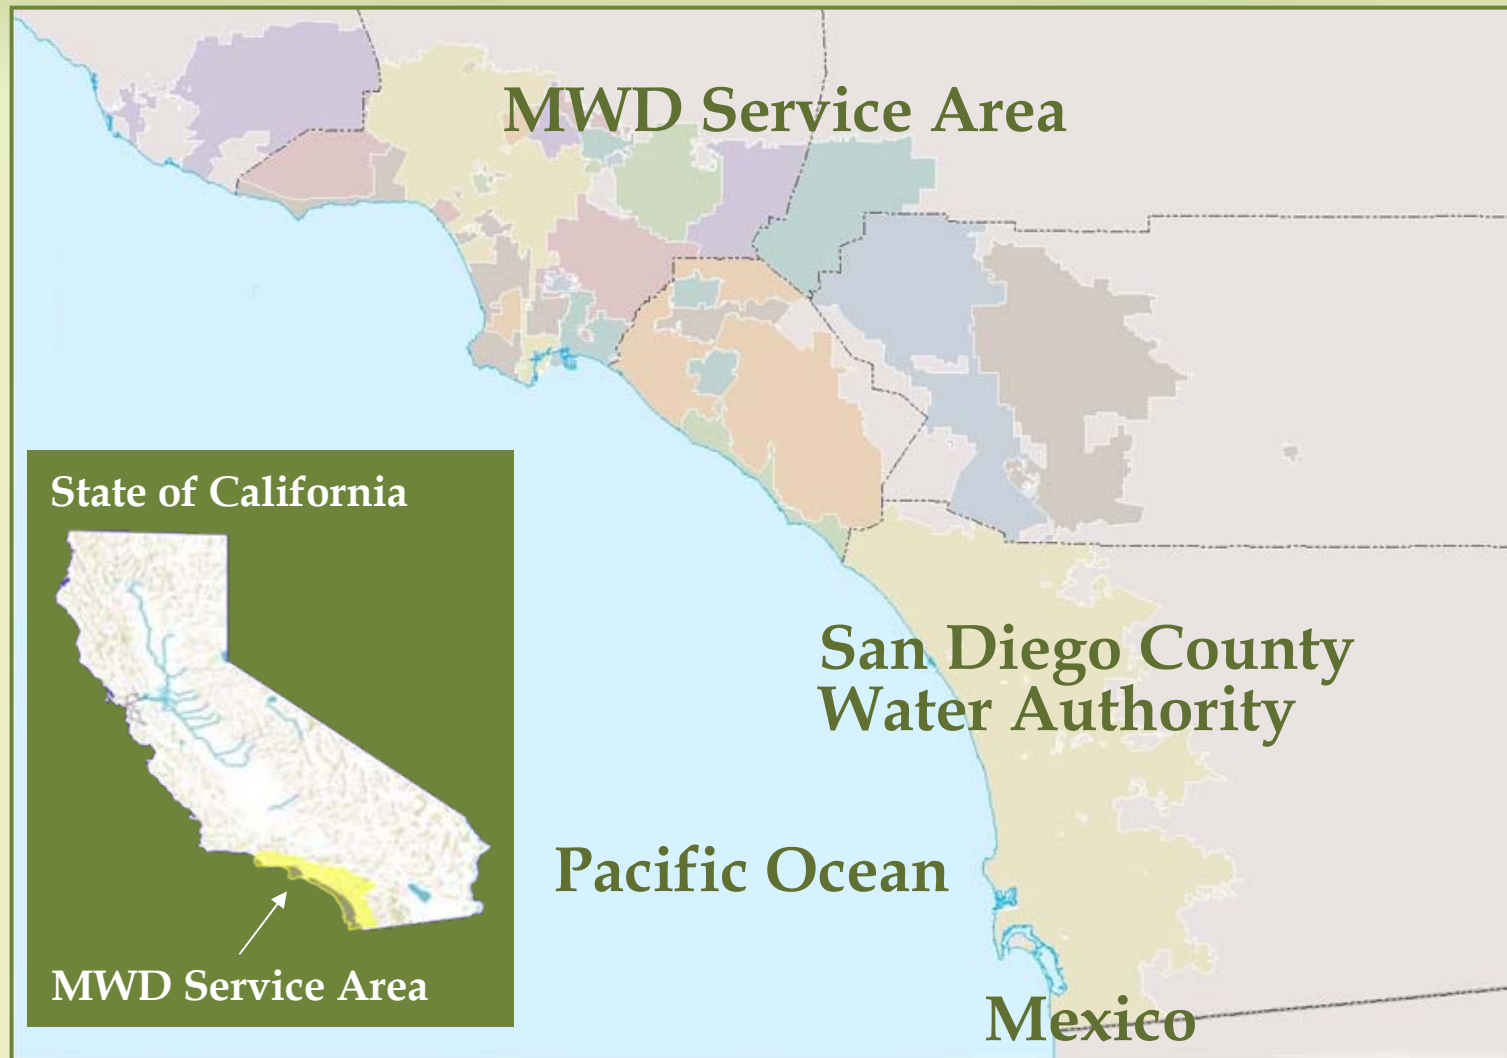 MWD Service Area
State of California
San Diego County
Water Authority
Pacific Ocean
MWD Service Area
Mexico